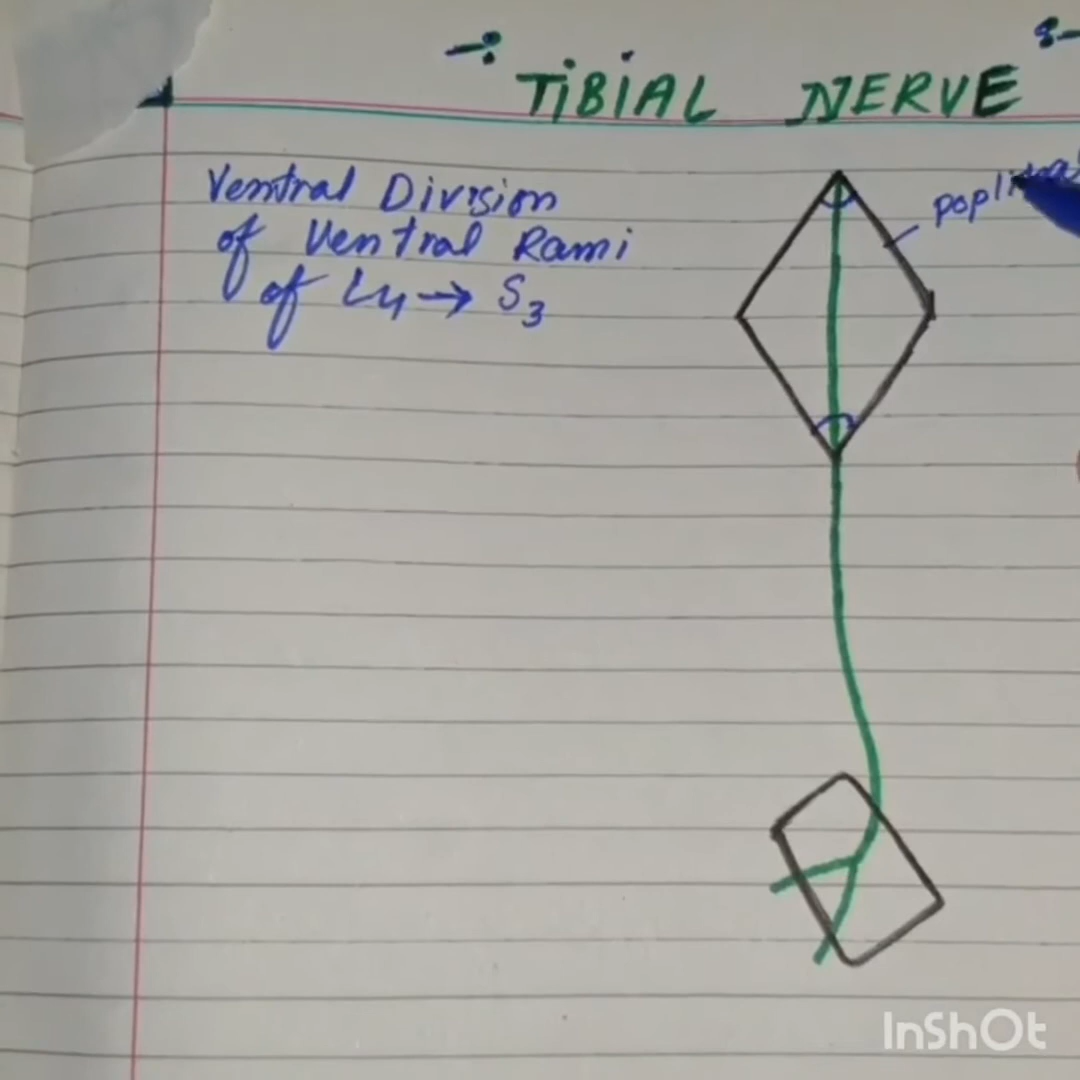 -: TIBIAL NERVE :-
Ventral Division
of Ventral Rami
of L4 → S3
InShOt